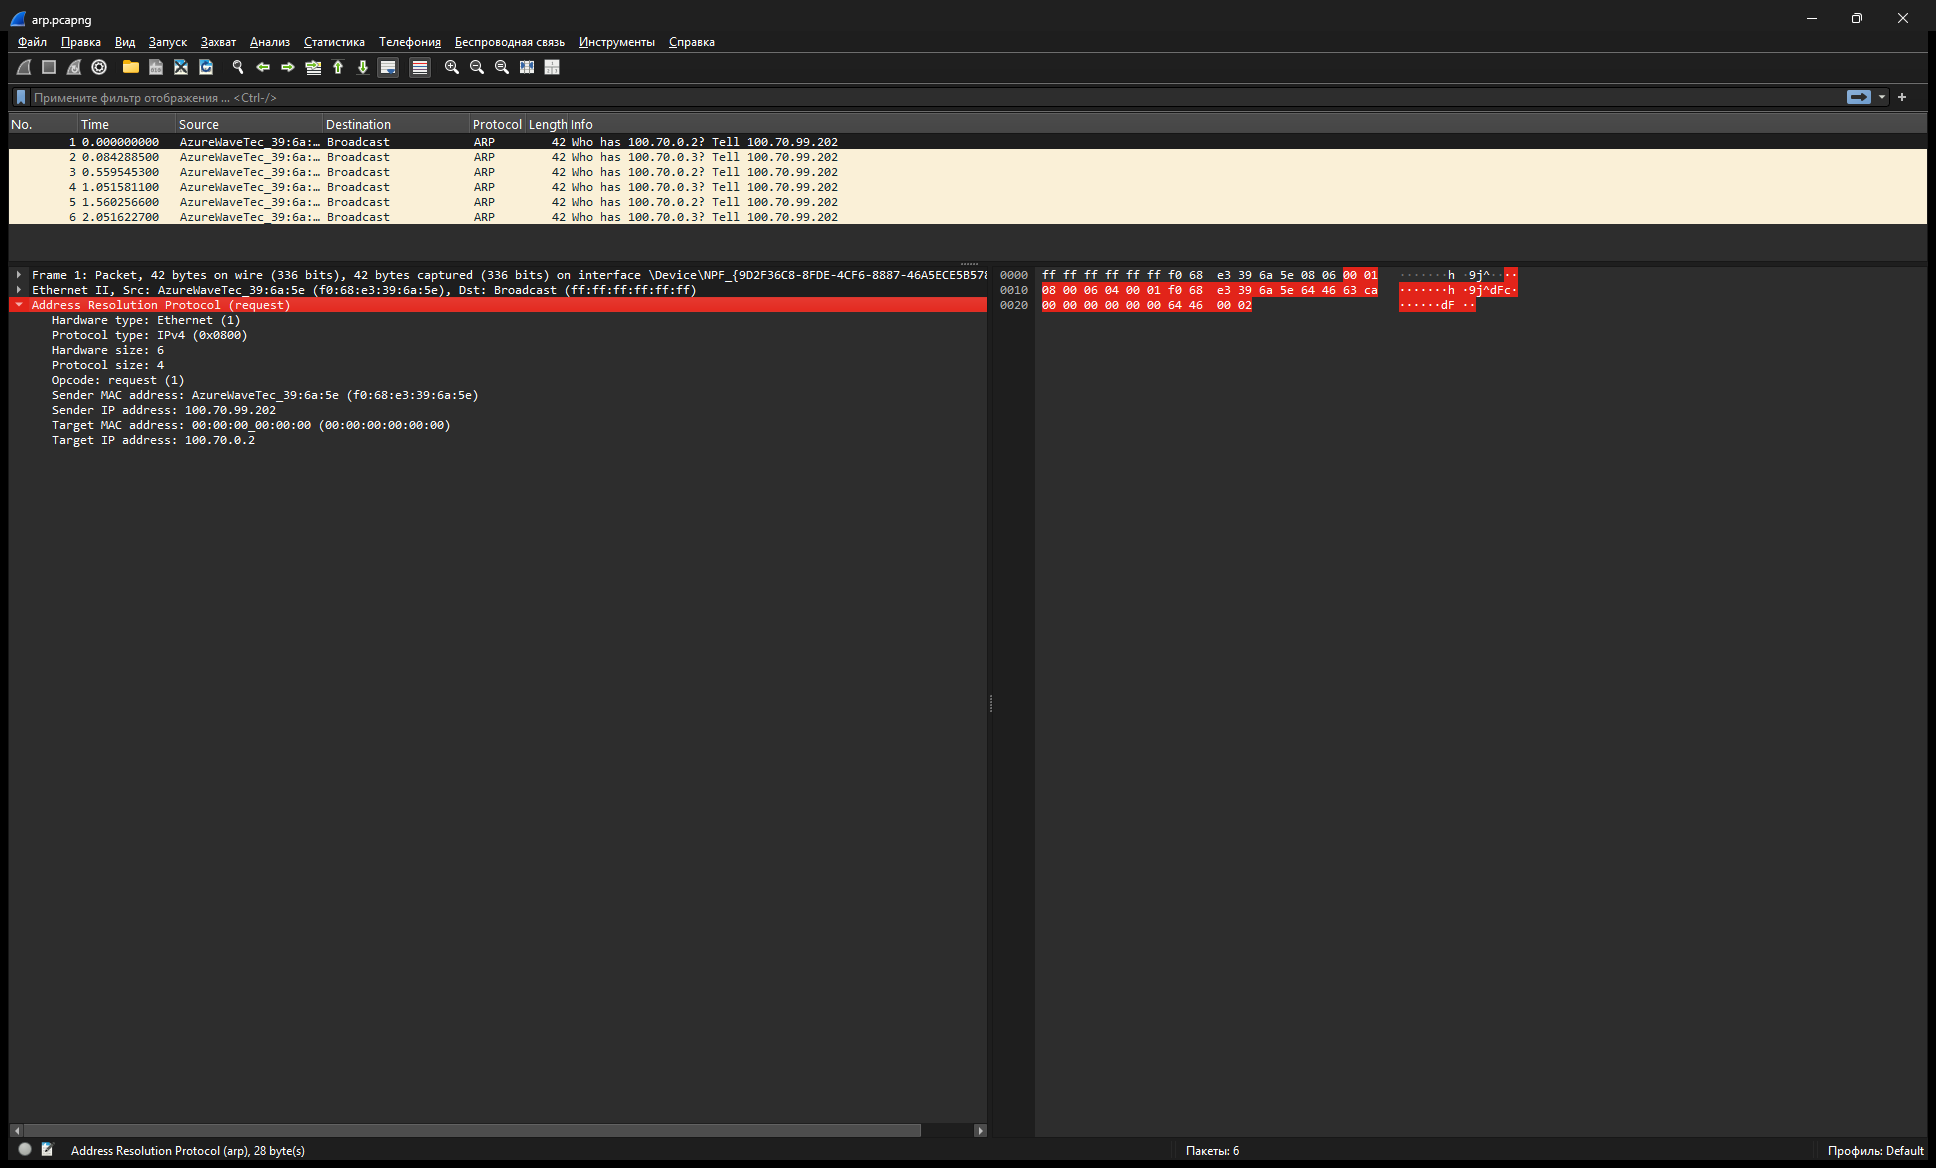 arp.pcapng
Файл Правка Вид Запуск Захват Анализ Статистика Телефония Беспроводная связь Инструменты Справка
Примените фильтр отображения ... <Ctrl-/>
No. Time Source Destination Protocol Length Info
1 0.000000000 AzureWaveTec_39:6a:… Broadcast ARP 42 Who has 100.70.0.2? Tell 100.70.99.202
2 0.084288500 AzureWaveTec_39:6a:… Broadcast ARP 42 Who has 100.70.0.3? Tell 100.70.99.202
3 0.559545300 AzureWaveTec_39:6a:… Broadcast ARP 42 Who has 100.70.0.2? Tell 100.70.99.202
4 1.051581100 AzureWaveTec_39:6a:… Broadcast ARP 42 Who has 100.70.0.3? Tell 100.70.99.202
5 1.560256600 AzureWaveTec_39:6a:… Broadcast ARP 42 Who has 100.70.0.2? Tell 100.70.99.202
6 2.051622700 AzureWaveTec_39:6a:… Broadcast ARP 42 Who has 100.70.0.3? Tell 100.70.99.202
Frame 1: Packet, 42 bytes on wire (336 bits), 42 bytes captured (336 bits) on interface \Device\NPF_{9D2F36C8-8FDE-4CF6-8887-46A5ECE5B578
Ethernet II, Src: AzureWaveTec_39:6a:5e (f0:68:e3:39:6a:5e), Dst: Broadcast (ff:ff:ff:ff:ff:ff)
Address Resolution Protocol (request)
Hardware type: Ethernet (1)
Protocol type: IPv4 (0x0800)
Hardware size: 6
Protocol size: 4
Opcode: request (1)
Sender MAC address: AzureWaveTec_39:6a:5e (f0:68:e3:39:6a:5e)
Sender IP address: 100.70.99.202
Target MAC address: 00:00:00_00:00:00 (00:00:00:00:00:00)
Target IP address: 100.70.0.2
0000 ff ff ff ff ff ff f0 68 e3 39 6a 5e 08 06 00 01 ·······h ·9j^····
0010 08 00 06 04 00 01 f0 68 e3 39 6a 5e 64 46 63 ca ·······h ·9j^dFc·
0020 00 00 00 00 00 00 64 46 00 02 ······dF ··
Address Resolution Protocol (arp), 28 byte(s)
Пакеты: 6
Профиль: Default